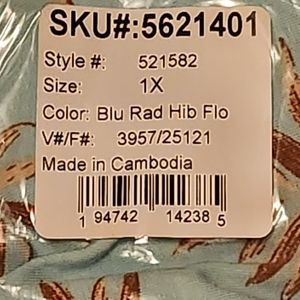 SKU#:5621401
Style #: 521582
Size: 1X
Color: Blu Rad Hib Flo
V#/F#: 3957/25121
Made in Cambodia
1 94742 14238 5